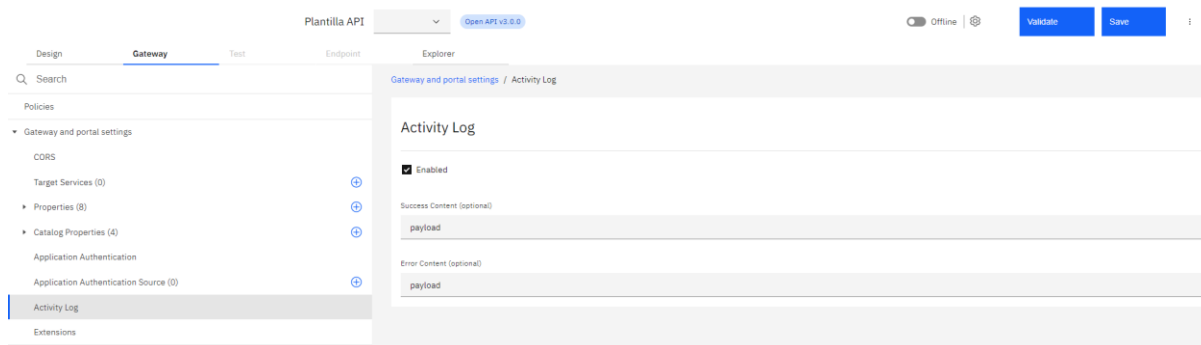 Plantilla API
Open API v3.0.0
Offline
Validate
Save
Design Gateway Test Endpoint Explorer
Search
Gateway and portal settings / Activity Log
Policies
Gateway and portal settings
Activity Log
CORS
Enabled
Target Services (0)
Properties (8)
Success Content (optional)
payload
Catalog Properties (4)
Application Authentication
Error Content (optional)
Application Authentication Source (0)
payload
Activity Log
Extensions